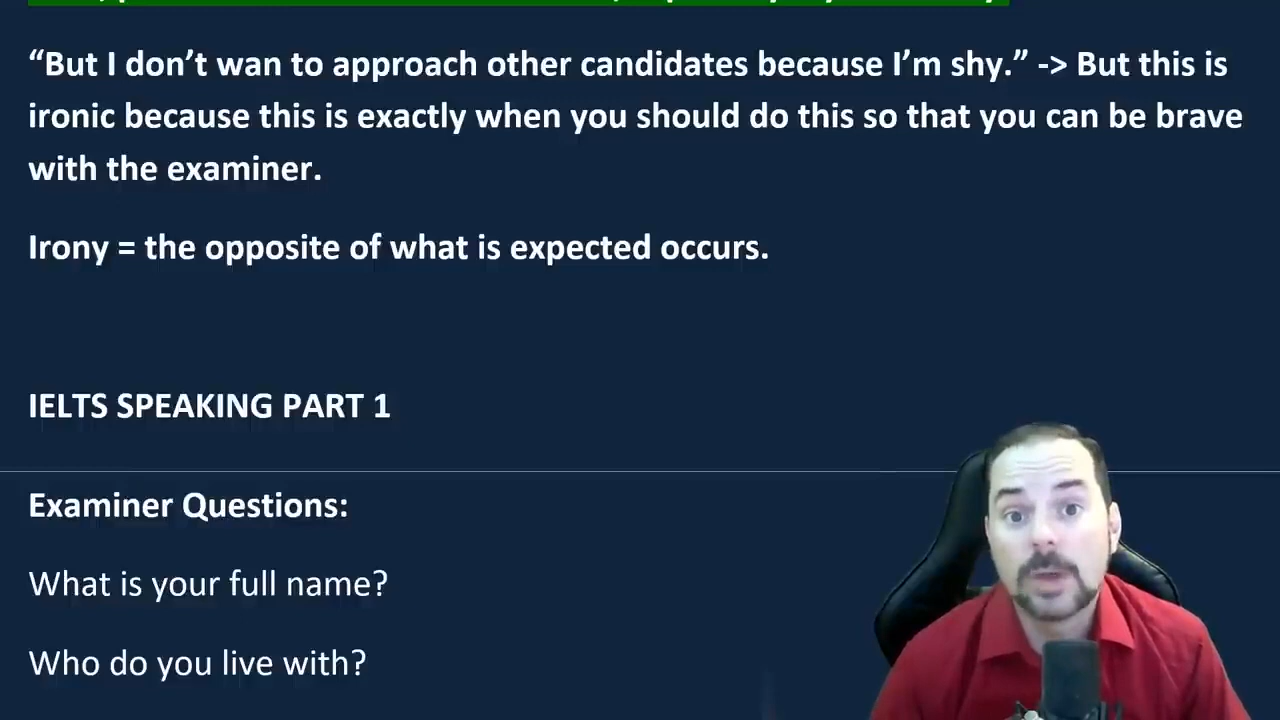 “But I don’t wan to approach other candidates because I’m shy.” -> But this is
ironic because this is exactly when you should do this so that you can be brave
with the examiner.
Irony = the opposite of what is expected occurs.
IELTS SPEAKING PART 1
Examiner Questions:
What is your full name?
Who do you live with?